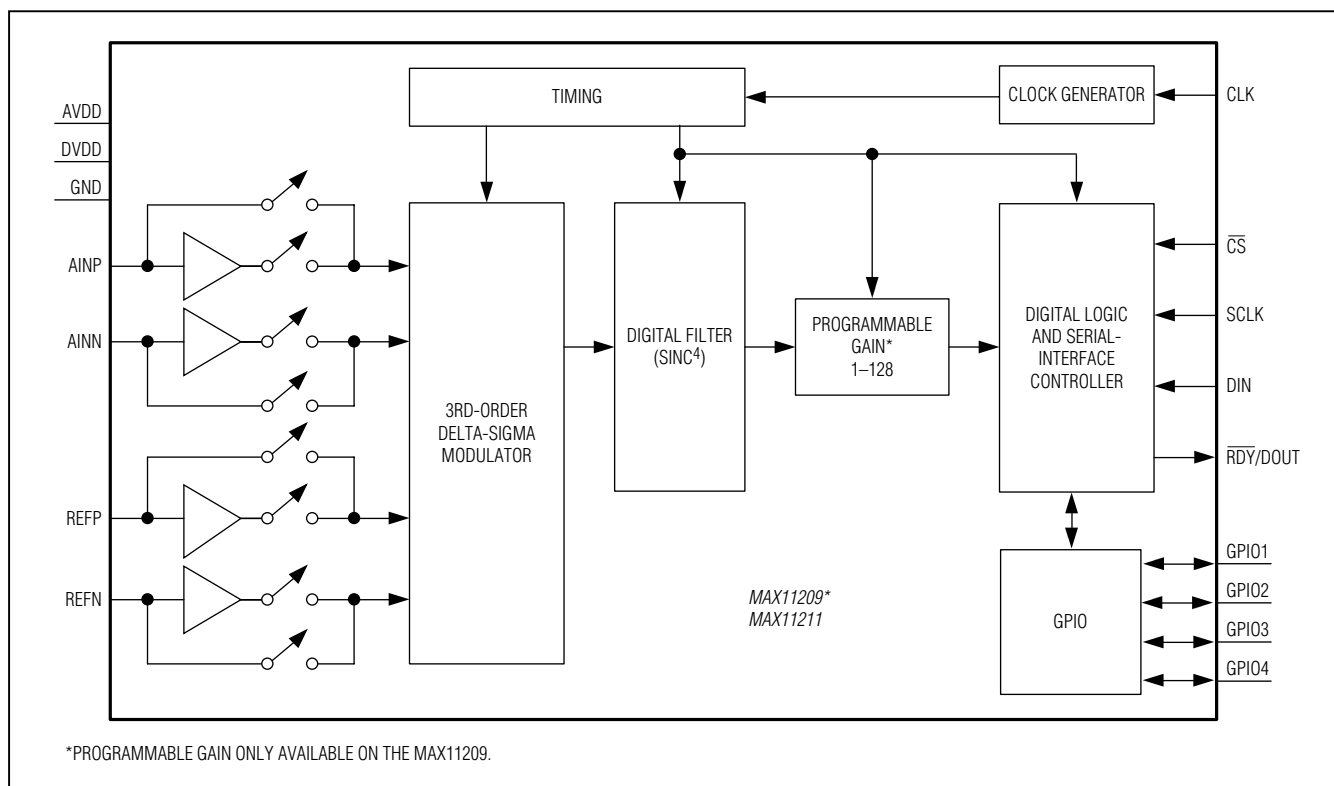 TIMING
CLOCK GENERATOR
CLK
AVDD
DVDD
GND
AINP
AINN
REFP
REFN
3RD-ORDER
DELTA-SIGMA
MODULATOR
DIGITAL FILTER
(SINC⁴)
PROGRAMMABLE
GAIN*
1–128
DIGITAL LOGIC
AND SERIAL-
INTERFACE
CONTROLLER
C̅S̅
SCLK
DIN
R̅D̅Y̅/DOUT
GPIO
GPIO1
GPIO2
GPIO3
GPIO4
MAX11209*
MAX11211
*PROGRAMMABLE GAIN ONLY AVAILABLE ON THE MAX11209.